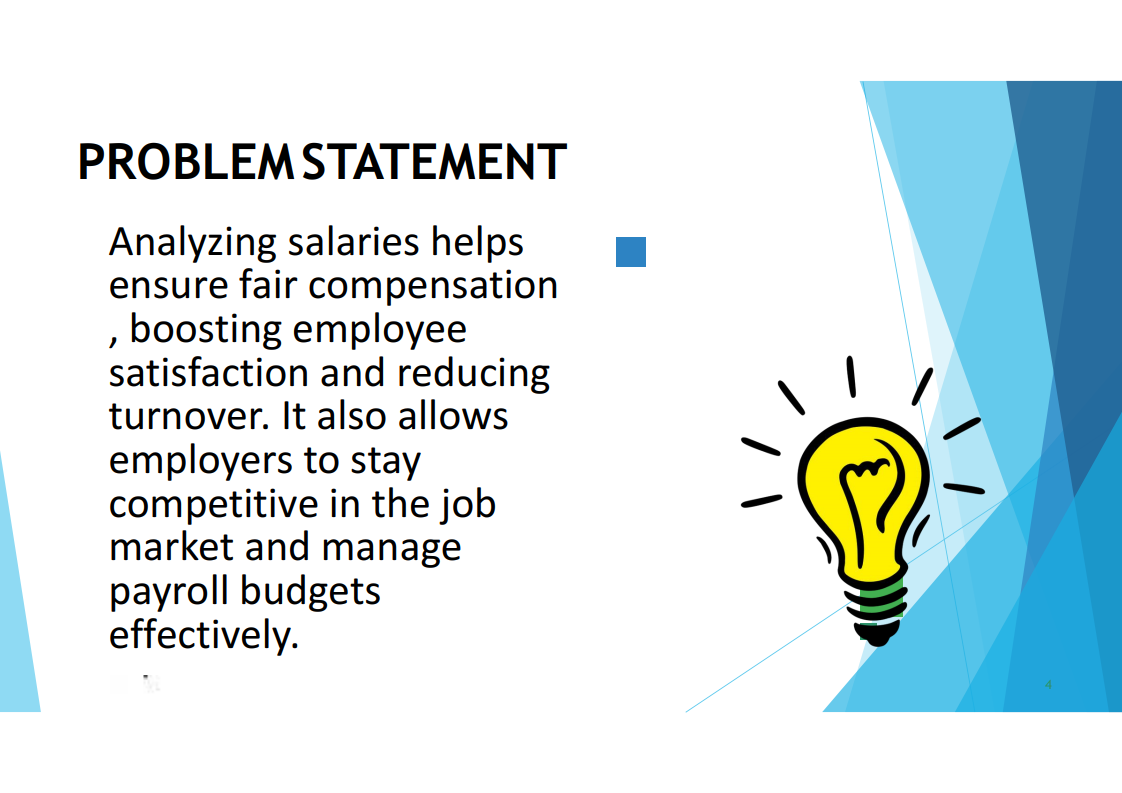 PROBLEM STATEMENT
Analyzing salaries helps
ensure fair compensation
, boosting employee
satisfaction and reducing
turnover. It also allows
employers to stay
competitive in the job
market and manage
payroll budgets
effectively.
4